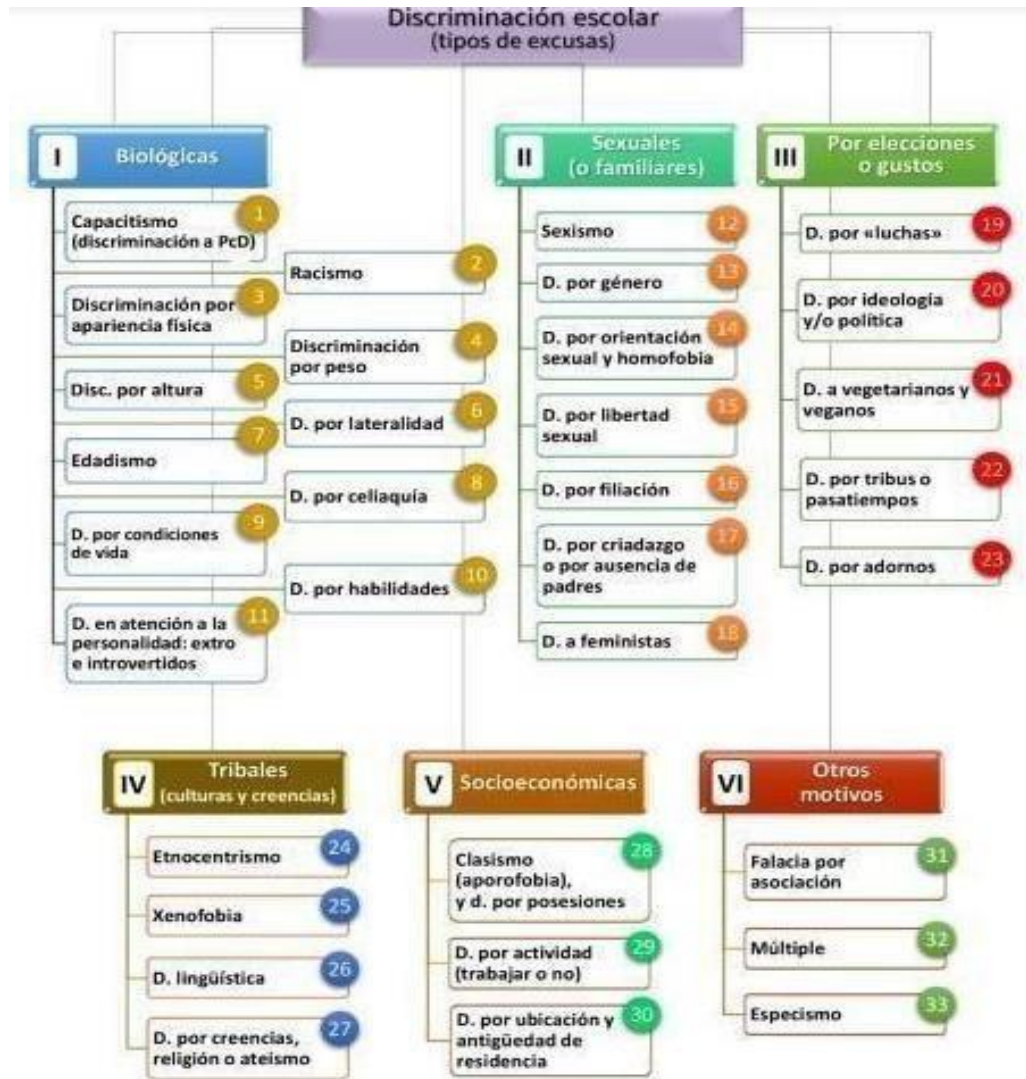 Discriminación escolar
(tipos de excusas)
I
Biológicas
Capacitismo
(discriminación a PcD)
1
Racismo
2
Discriminación por
apariencia física
3
Discriminación
por peso
4
Disc. por altura
5
D. por lateralidad
6
Edadismo
7
D. por celiaquía
8
D. por condiciones
de vida
9
D. por habilidades
10
D. en atención a la
personalidad: extro
e introvertidos
11
II
Sexuales
(o familiares)
Sexismo
12
D. por género
13
D. por orientación
sexual y homofobia
14
D. por libertad
sexual
15
D. por filiación
16
D. por criadazgo
o por ausencia de
padres
17
D. a feministas
18
III
Por elecciones
o gustos
D. por «luchas»
19
D. por ideología
y/o política
20
D. a vegetarianos y
veganos
21
D. por tribus o
pasatiempos
22
D. por adornos
23
IV
Tribales
(culturas y creencias)
Etnocentrismo
24
Xenofobia
25
D. lingüística
26
D. por creencias,
religión o ateísmo
27
V
Socioeconómicas
Clasismo
(aporofobia),
y d. por posesiones
28
D. por actividad
(trabajar o no)
29
D. por ubicación y
antigüedad de
residencia
30
VI
Otros
motivos
Falacia por
asociación
31
Múltiple
32
Especismo
33